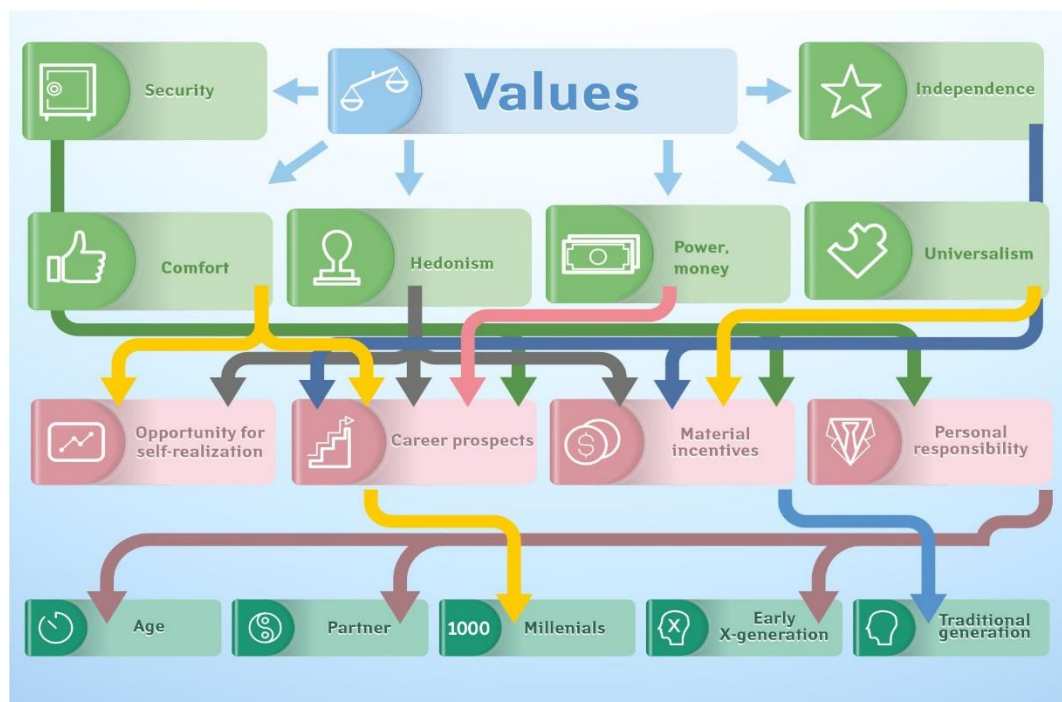 Security
Values
Independence
Comfort
Hedonism
Power,
money
Universalism
Opportunity for
self-realization
Career prospects
$
Material
incentives
Personal
responsibility
Age
Partner
1000
Millenials
X
Early
X-generation
Traditional
generation